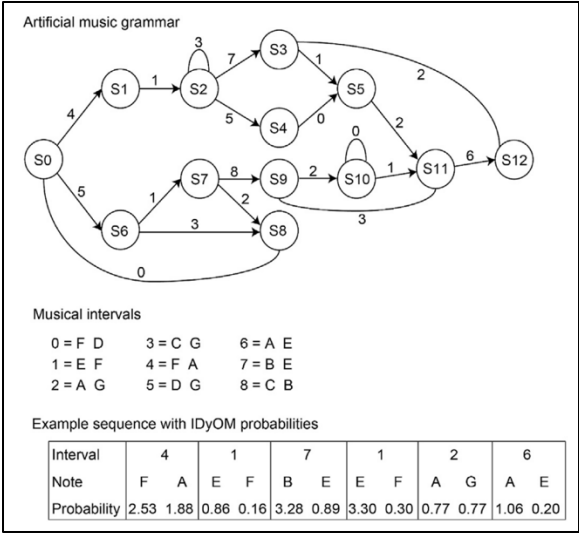 Artificial music grammar
3
7
S3
1
2
S1
1
S2
S5
4
5
S4
0
2
0
S0
S7
8
S9
2
S10
1
S11
6
S12
5
1
2
S6
3
S8
3
0
Musical intervals
0 = F D 3 = C G 6 = A E
1 = E F 4 = F A 7 = B E
2 = A G 5 = D G 8 = C B
Example sequence with IDyOM probabilities
Interval 4 1 7 1 2 6
Note F A E F B E E F A G A E
Probability 2.53 1.88 0.86 0.16 3.28 0.89 3.30 0.30 0.77 0.77 1.06 0.20